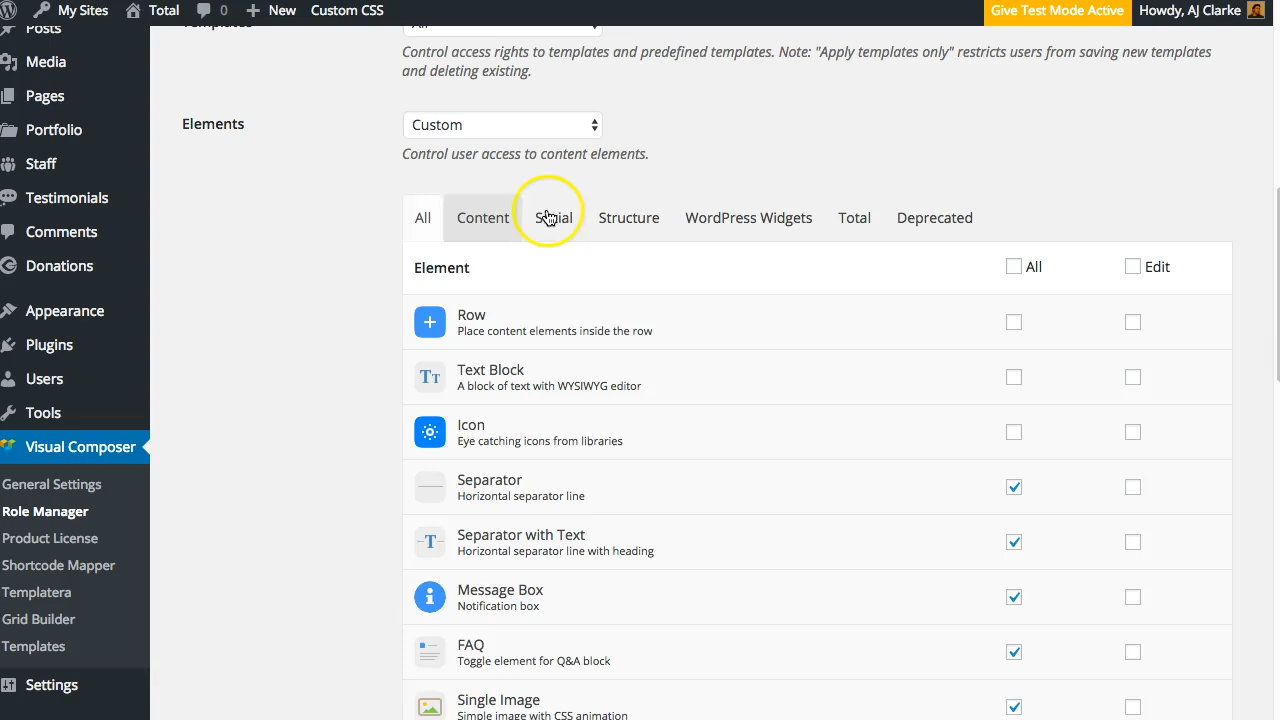 My Sites
Total
0
New
Custom CSS
Give Test Mode Active
Howdy, AJ Clarke
Posts
Media
Pages
Portfolio
Staff
Testimonials
Comments
Donations
Appearance
Plugins
Users
Tools
Visual Composer
General Settings
Role Manager
Product License
Shortcode Mapper
Templatera
Grid Builder
Templates
Settings
Templates
All
Control access rights to templates and predefined templates. Note: "Apply templates only" restricts users from saving new templates
and deleting existing.
Elements
Custom
Control user access to content elements.
All
Content
Social
Structure
WordPress Widgets
Total
Deprecated
Element
All
Edit
Row
Place content elements inside the row
Text Block
A block of text with WYSIWYG editor
Icon
Eye catching icons from libraries
Separator
Horizontal separator line
Separator with Text
Horizontal separator line with heading
Message Box
Notification box
FAQ
Toggle element for Q&A block
Single Image
Simple image with CSS animation